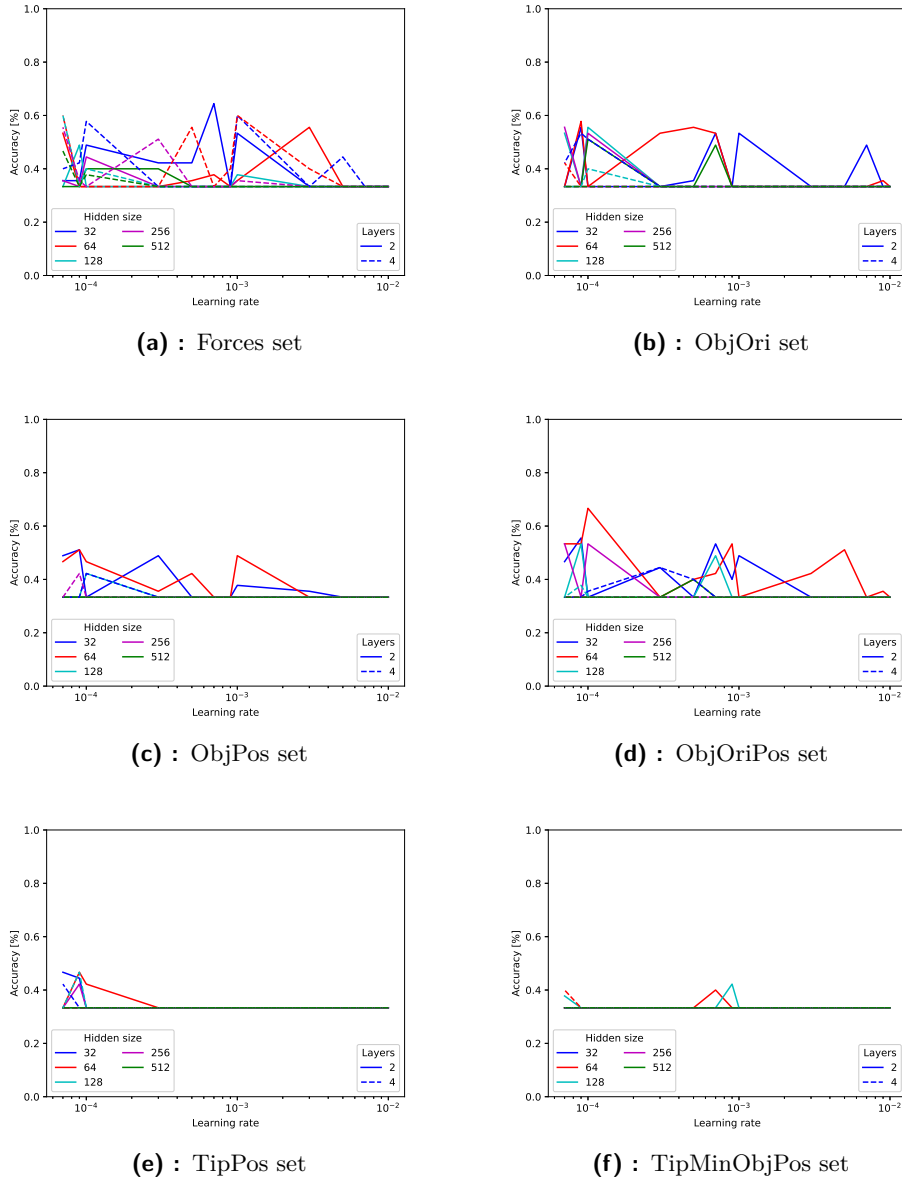 1.0
0.8
0.6
0.4
0.2
0.0
Accuracy [%]
Hidden size
32 256
64 512
128
Layers
2
4
10⁻⁴ 10⁻³ 10⁻²
Learning rate
(a) : Forces set
1.0
0.8
0.6
0.4
0.2
0.0
Accuracy [%]
Hidden size
32 256
64 512
128
Layers
2
4
10⁻⁴ 10⁻³ 10⁻²
Learning rate
(b) : ObjOri set
1.0
0.8
0.6
0.4
0.2
0.0
Accuracy [%]
Hidden size
32 256
64 512
128
Layers
2
4
10⁻⁴ 10⁻³ 10⁻²
Learning rate
(c) : ObjPos set
1.0
0.8
0.6
0.4
0.2
0.0
Accuracy [%]
Hidden size
32 256
64 512
128
Layers
2
4
10⁻⁴ 10⁻³ 10⁻²
Learning rate
(d) : ObjOriPos set
1.0
0.8
0.6
0.4
0.2
0.0
Accuracy [%]
Hidden size
32 256
64 512
128
Layers
2
4
10⁻⁴ 10⁻³ 10⁻²
Learning rate
(e) : TipPos set
1.0
0.8
0.6
0.4
0.2
0.0
Accuracy [%]
Hidden size
32 256
64 512
128
Layers
2
4
10⁻⁴ 10⁻³ 10⁻²
Learning rate
(f) : TipMinObjPos set